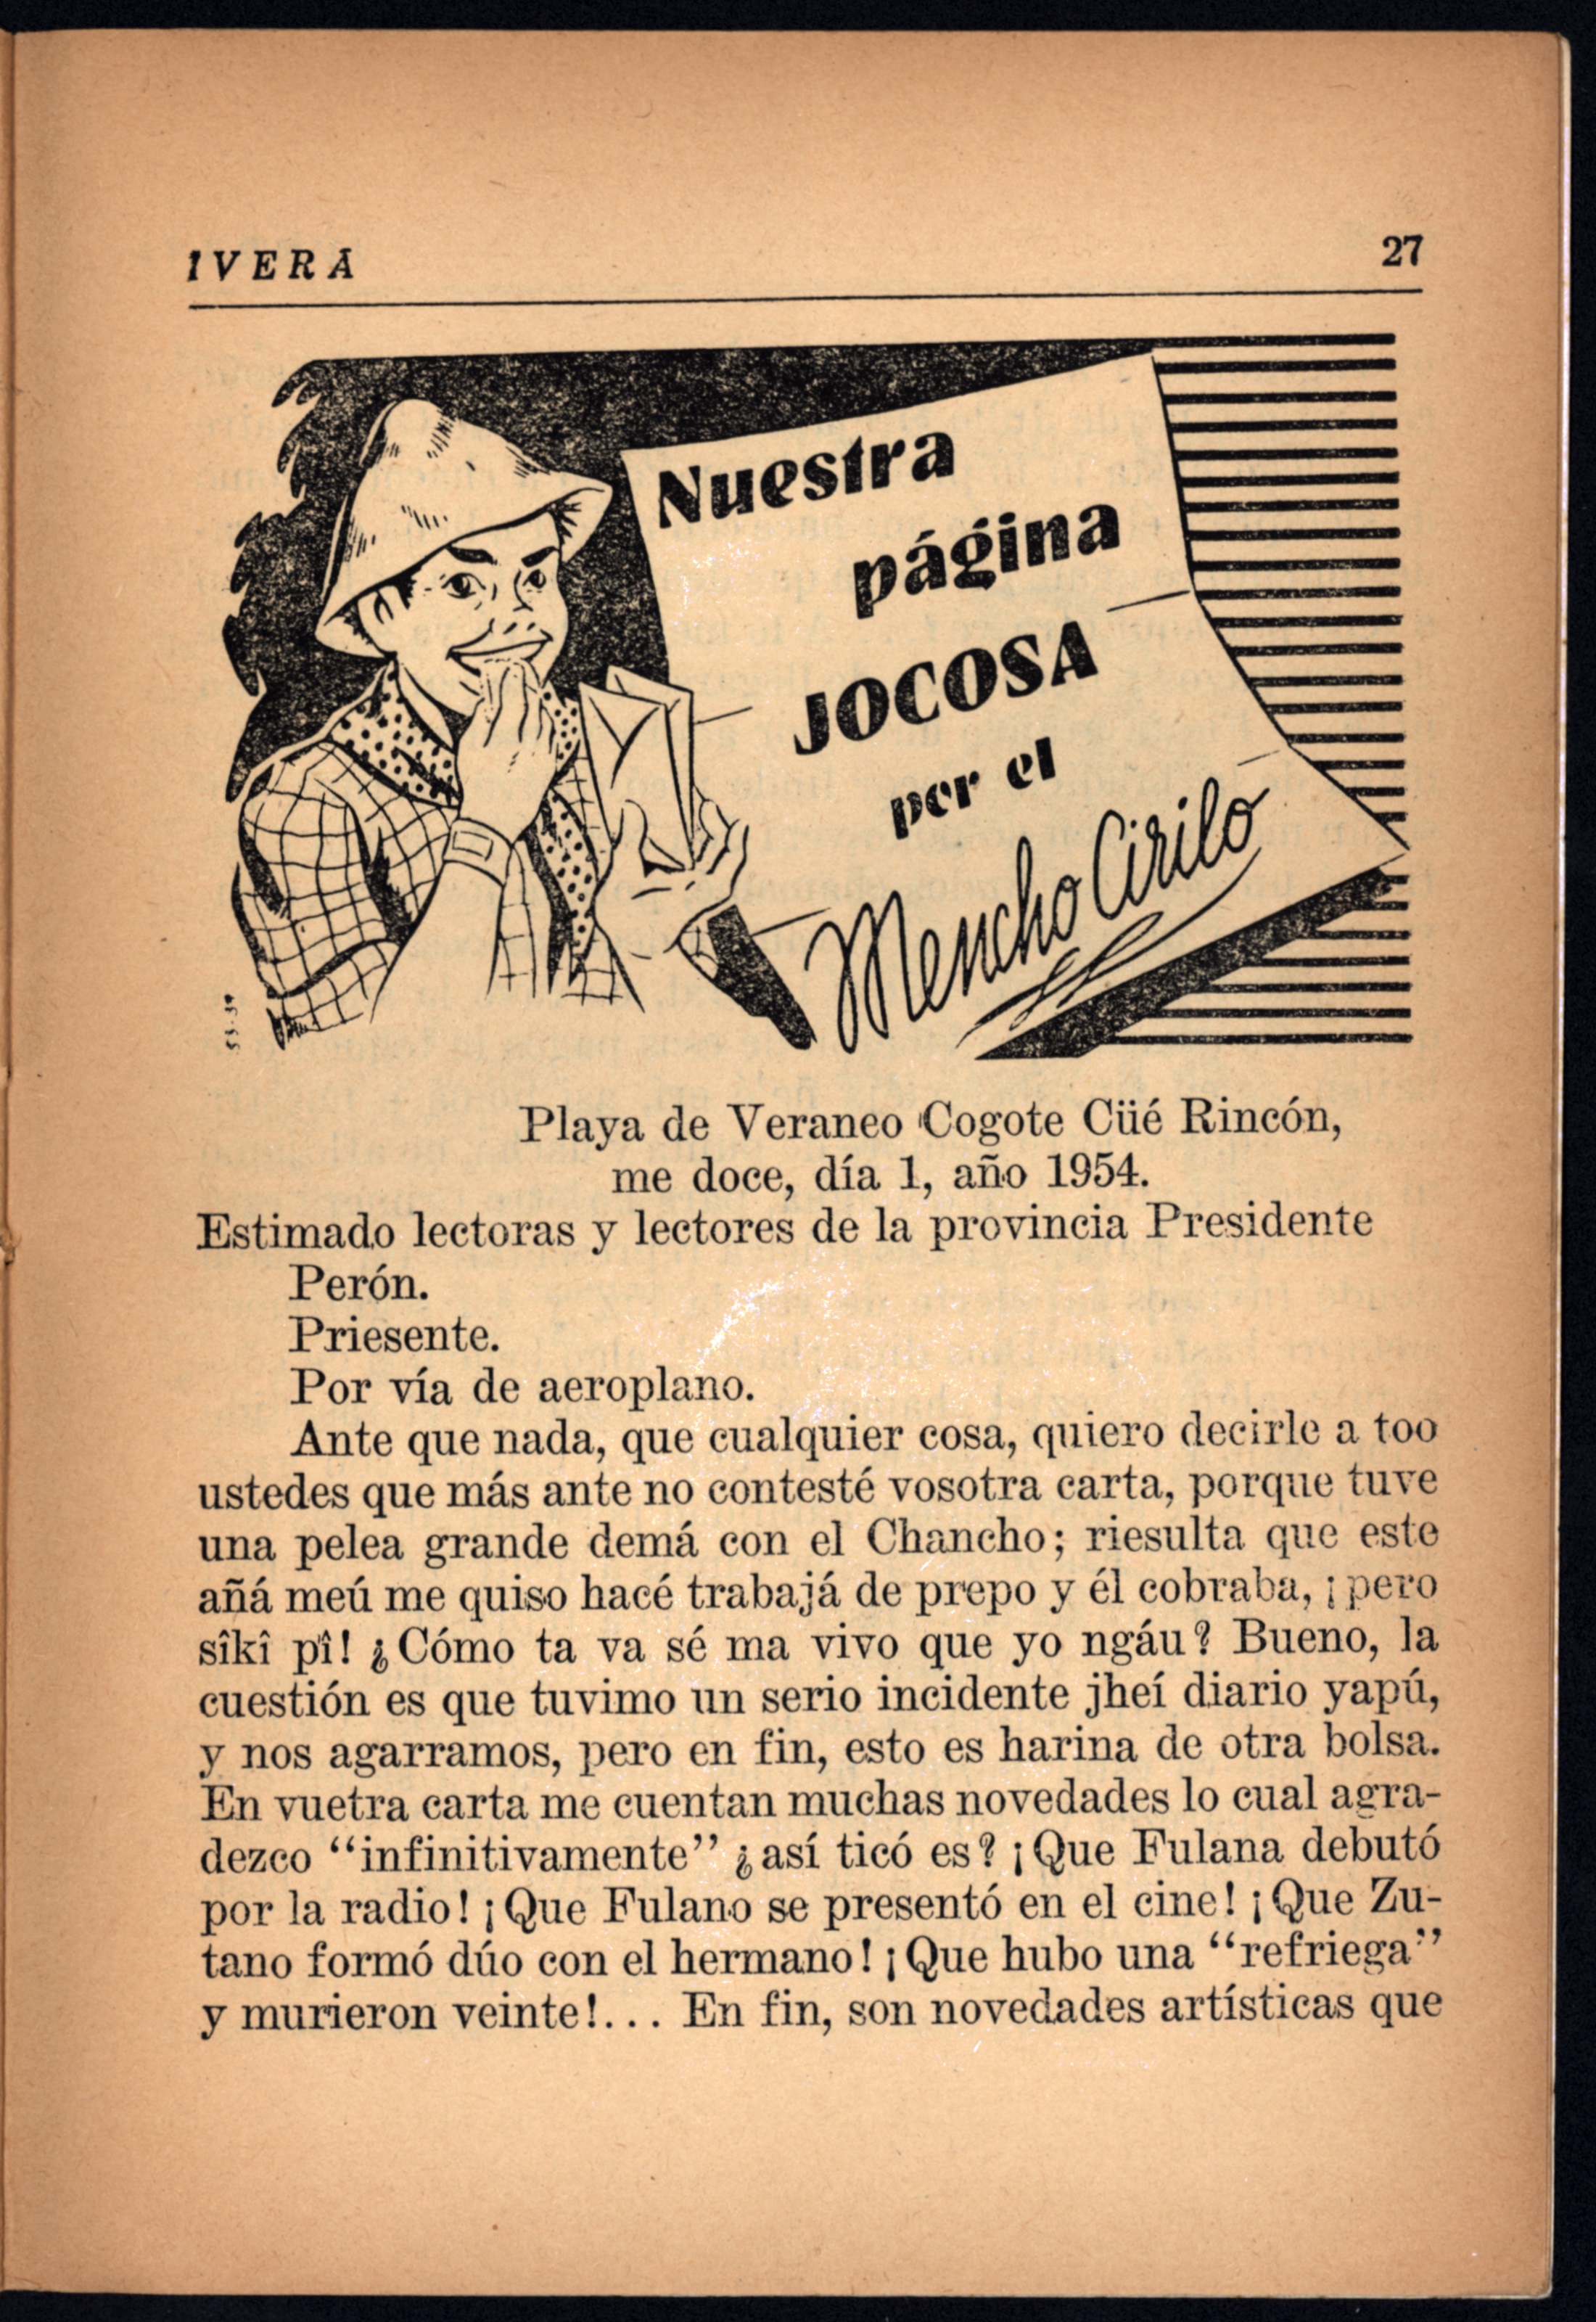 IVERÁ
27
Nuestra
página
JOCOSA
por el
Mencho Cirilo
Playa de Veraneo Cogote Cüé Rincón,
me doce, día 1, año 1954.
Estimado lectoras y lectores de la provincia Presidente
Perón.
Priesente.
Por vía de aeroplano.
Ante que nada, que cualquier cosa, quiero decirle a too
ustedes que más ante no contesté vosotra carta, porque tuve
una pelea grande demá con el Chancho; riesulta que este
añá meú me quiso hacé trabajá de prepo y él cobraba, ¡pero
sîkî pî! ¿Cómo ta va sé ma vivo que yo ngáu? Bueno, la
cuestión es que tuvimo un serio incidente jheí diario yapú,
y nos agarramos, pero en fin, esto es harina de otra bolsa.
En vuetra carta me cuentan muchas novedades lo cual agra-
dezco “infinitivamente” ¿así ticó es? ¡Que Fulana debutó
por la radio! ¡Que Fulano se presentó en el cine! ¡Que Zu-
tano formó dúo con el hermano! ¡Que hubo una “refriega”
y murieron veinte!... En fin, son novedades artísticas que